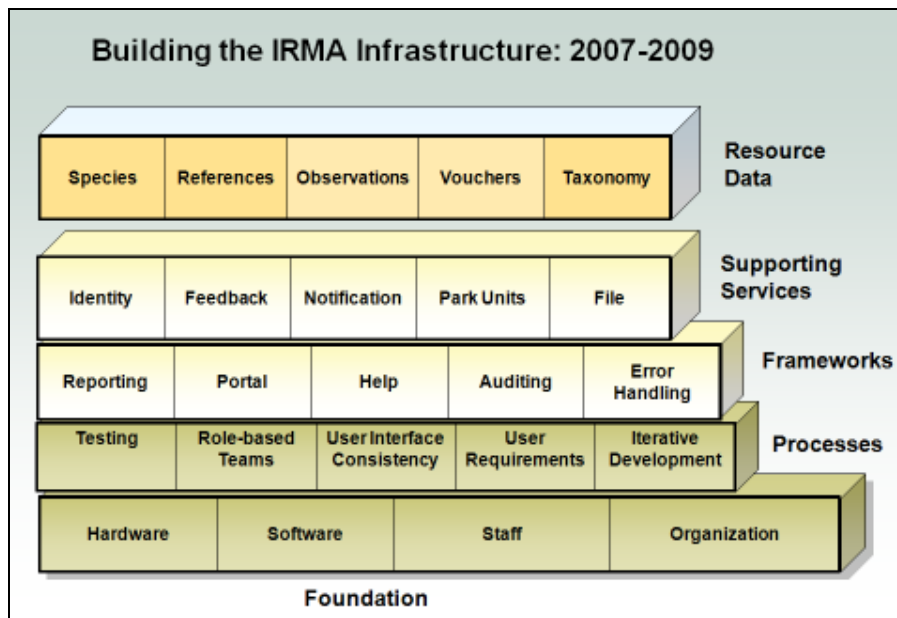 Building the IRMA Infrastructure: 2007-2009
Species References Observations Vouchers Taxonomy
Resource
Data
Identity Feedback Notification Park Units File
Supporting
Services
Reporting Portal Help Auditing Error
Handling
Frameworks
Testing Role-based
Teams User Interface
Consistency User
Requirements Iterative
Development
Processes
Hardware Software Staff Organization
Foundation